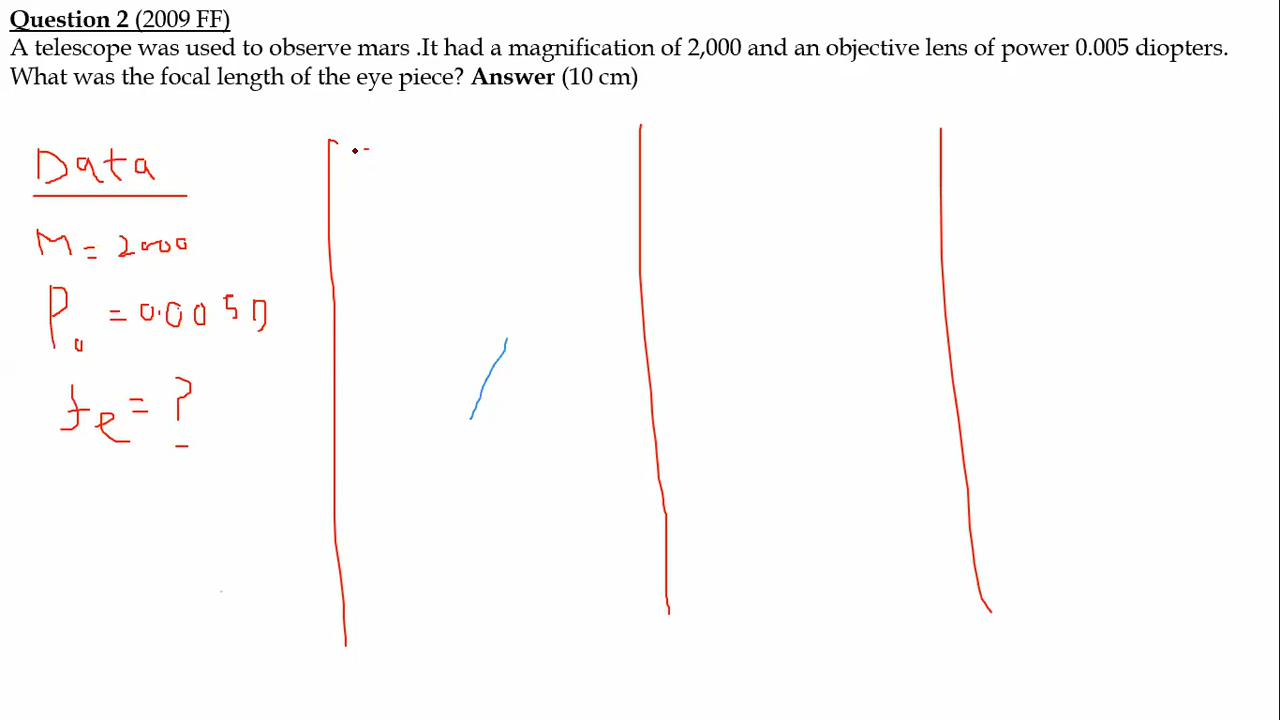 Question 2 (2009 FF)
A telescope was used to observe mars .It had a magnification of 2,000 and an objective lens of power 0.005 diopters.
What was the focal length of the eye piece? Answer (10 cm)
Data
M = 2000
Po = 0.005 D
fe = ?